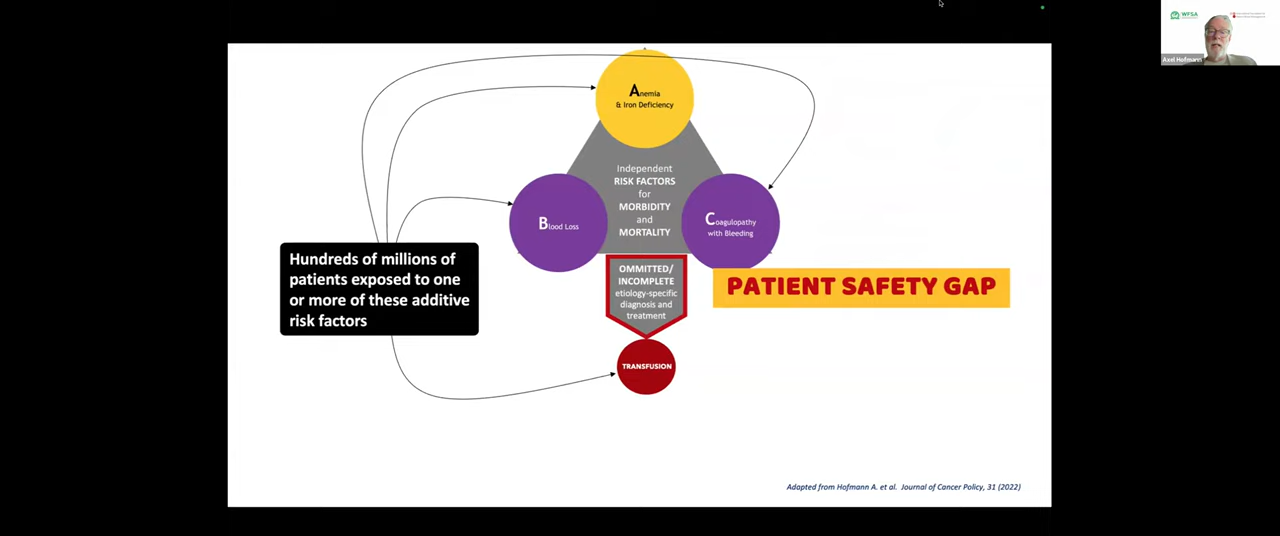 WFSA
Axel Hofmann
Anemia
& Iron Deficiency
Independent
RISK FACTORS
for
MORBIDITY
and
MORTALITY
Blood Loss
Coagulopathy
with Bleeding
Hundreds of millions of
patients exposed to one
or more of these additive
risk factors
OMMITTED/
INCOMPLETE
etiology-specific
diagnosis and
treatment
PATIENT SAFETY GAP
TRANSFUSION
Adapted from Hofmann A. et al. Journal of Cancer Policy, 31 (2022)